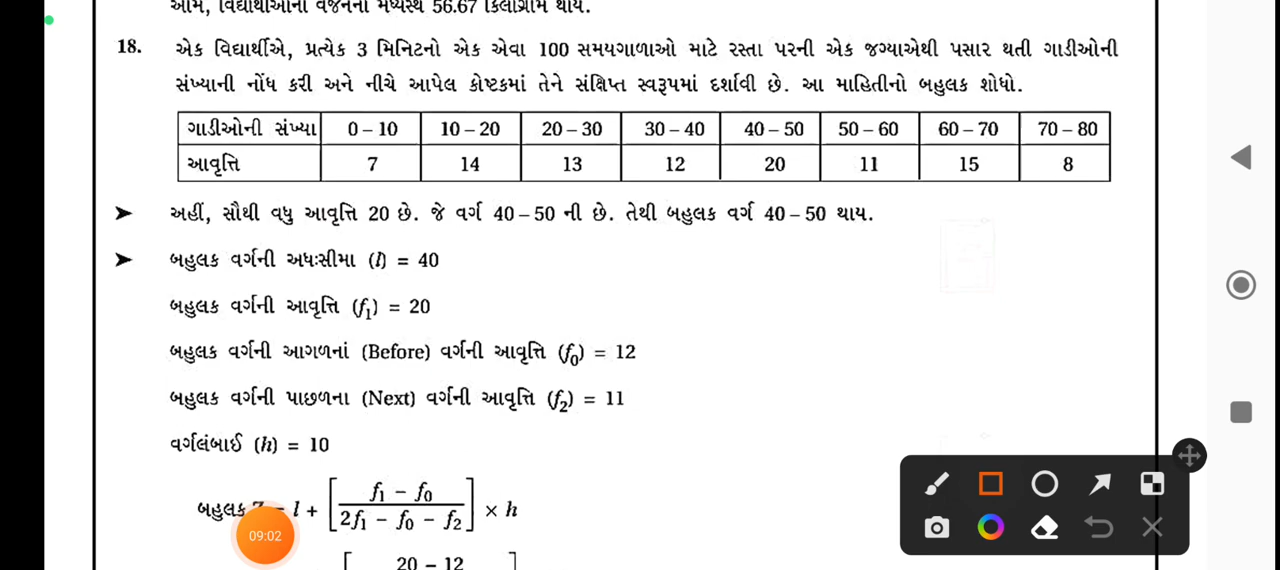 આમ, વિદ્યાર્થીઓના વજનનો મધ્યસ્થ 56.67 કિલોગ્રામ થાય.
18. એક વિદ્યાર્થીએ, પ્રત્યેક 3 મિનિટનો એક એવા 100 સમયગાળાઓ માટે રસ્તા પરની એક જગ્યાએથી પસાર થતી ગાડીઓની
સંખ્યાની નોંધ કરી અને નીચે આપેલ કોષ્ટકમાં તેને સંક્ષિપ્ત સ્વરૂપમાં દર્શાવી છે. આ માહિતીનો બહુલક શોધો.
ગાડીઓની સંખ્યા 0 – 10 10 – 20 20 – 30 30 – 40 40 – 50 50 – 60 60 – 70 70 – 80
આવૃત્તિ 7 14 13 12 20 11 15 8
➤ અહીં, સૌથી વધુ આવૃત્તિ 20 છે. જે વર્ગ 40 – 50 ની છે. તેથી બહુલક વર્ગ 40 – 50 થાય.
➤ બહુલક વર્ગની અધઃસીમા (l) = 40
બહુલક વર્ગની આવૃત્તિ (f₁) = 20
બહુલક વર્ગની આગળનાં (Before) વર્ગની આવૃત્તિ (f₀) = 12
બહુલક વર્ગની પાછળના (Next) વર્ગની આવૃત્તિ (f₂) = 11
વર્ગલંબાઈ (h) = 10
f₁ – f₀
બહુલક l + [ ] × h
2f₁ – f₀ – f₂
09:02
20 – 12